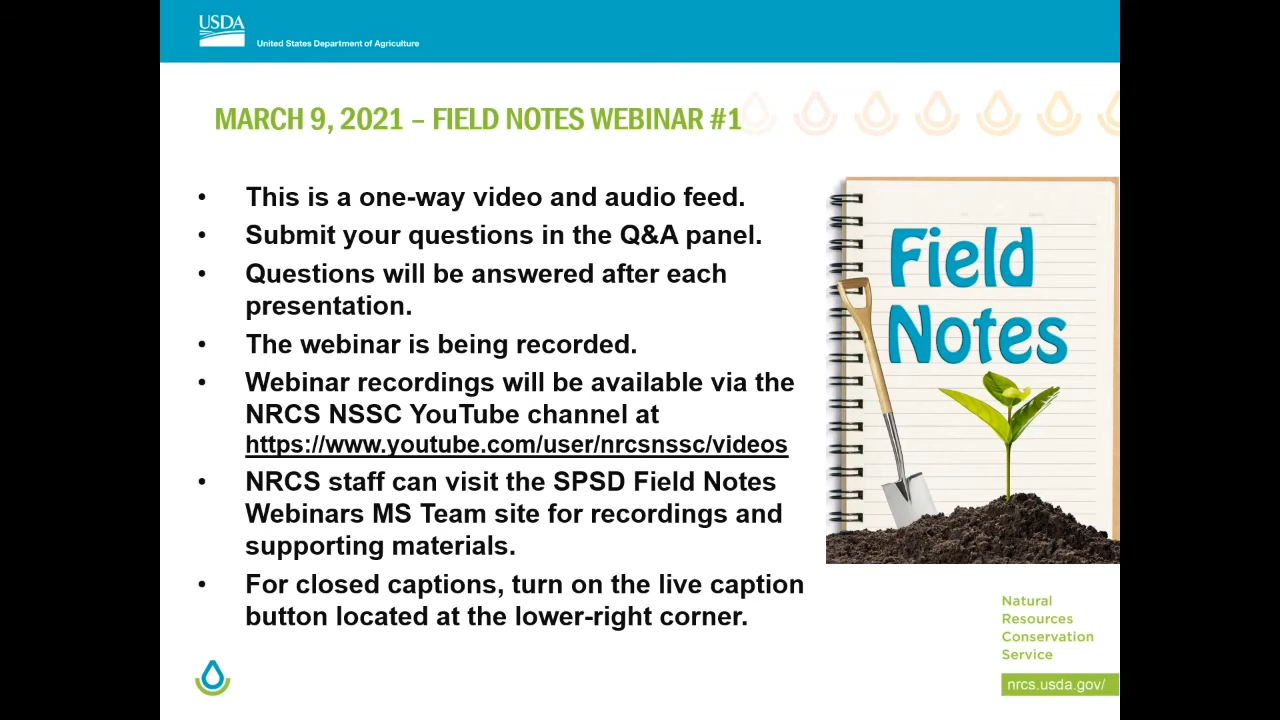 USDA
United States Department of Agriculture
MARCH 9, 2021 – FIELD NOTES WEBINAR #1
• This is a one-way video and audio feed.
• Submit your questions in the Q&A panel.
• Questions will be answered after each
presentation.
• The webinar is being recorded.
• Webinar recordings will be available via the
NRCS NSSC YouTube channel at
https://www.youtube.com/user/nrcsnssc/videos
• NRCS staff can visit the SPSD Field Notes
Webinars MS Team site for recordings and
supporting materials.
• For closed captions, turn on the live caption
button located at the lower-right corner.
Field
Notes
Natural
Resources
Conservation
Service
nrcs.usda.gov/